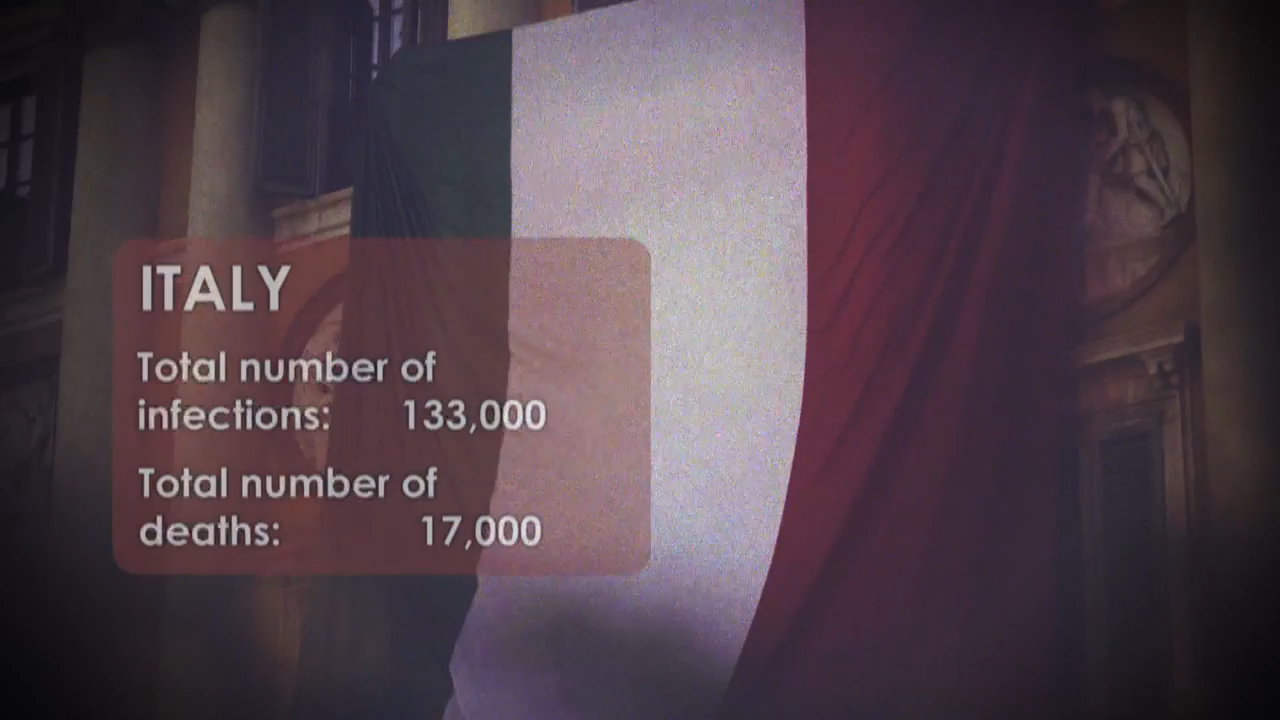 ITALY
Total number of
infections: 133,000
Total number of
deaths: 17,000